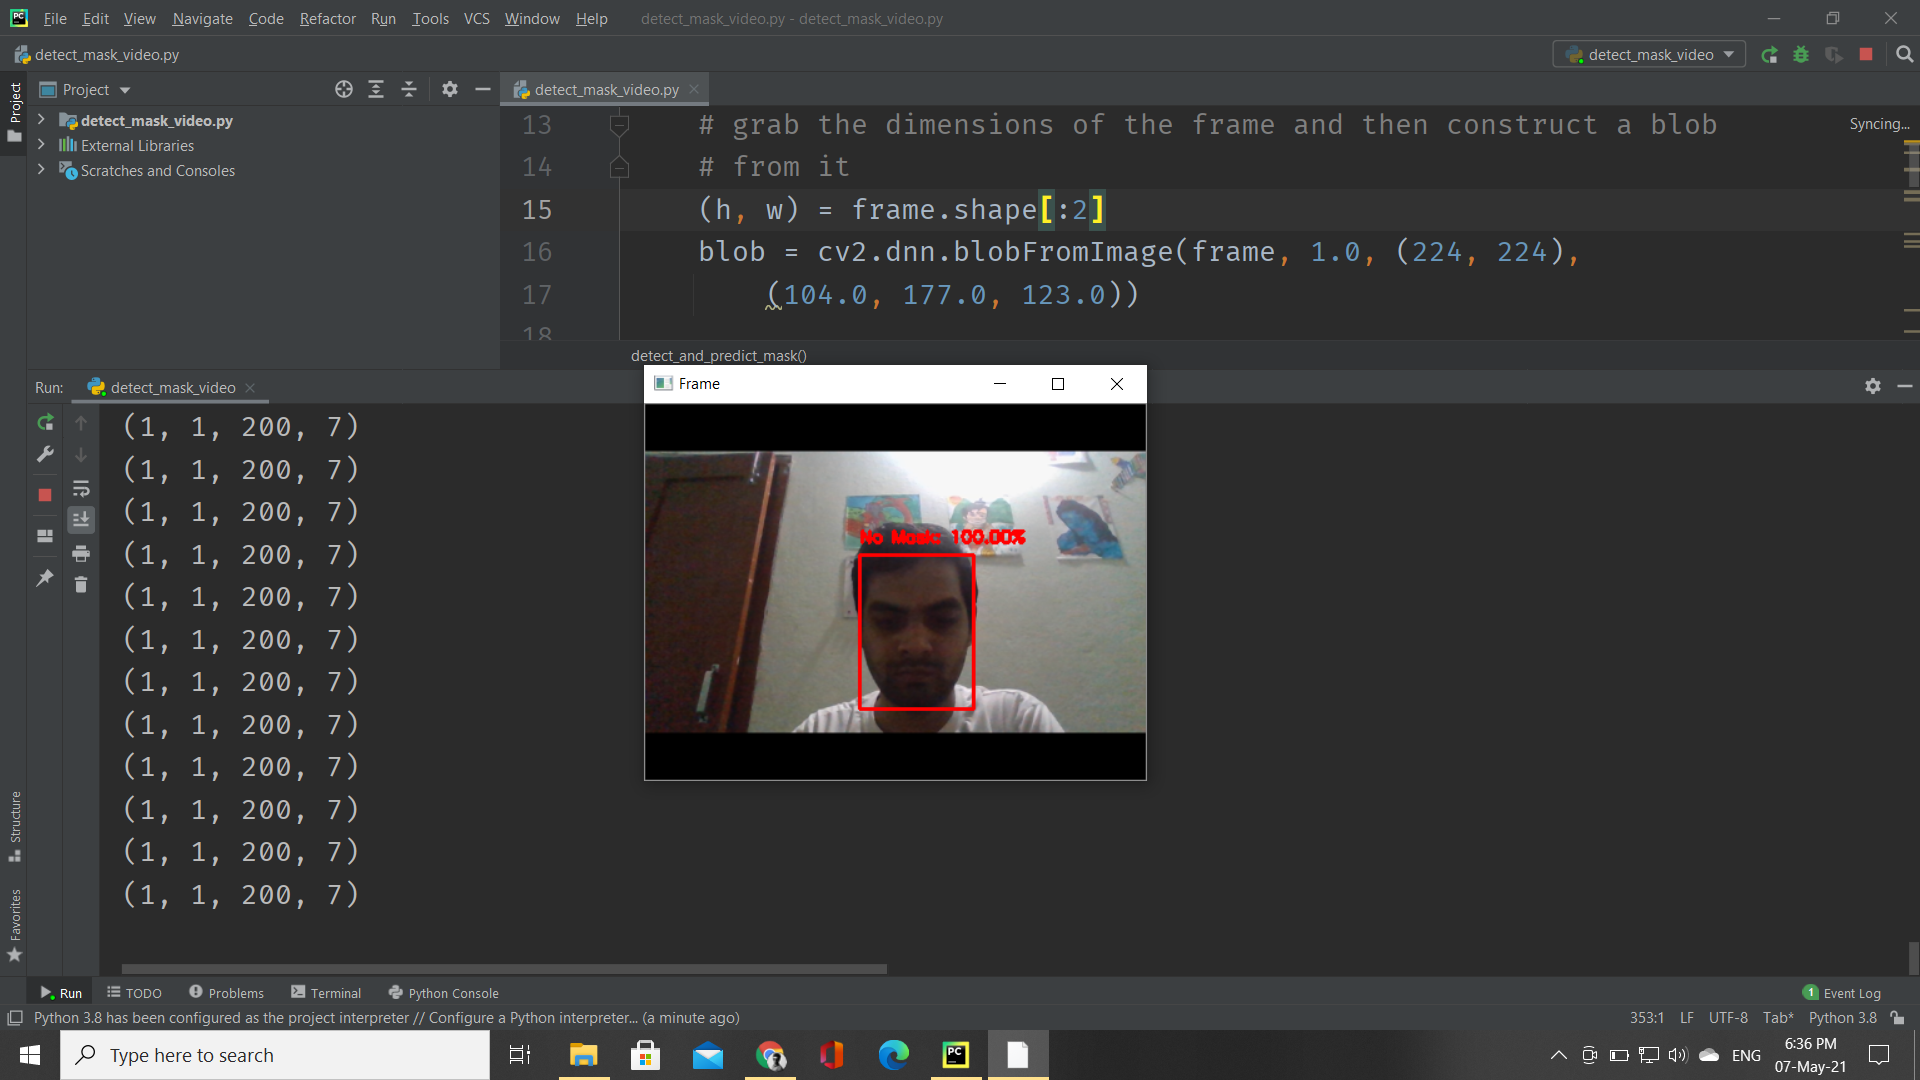 PC File Edit View Navigate Code Refactor Run Tools VCS Window Help detect_mask_video.py - detect_mask_video.py
detect_mask_video.py
detect_mask_video
Project
Project
detect_mask_video.py
External Libraries
Scratches and Consoles
detect_mask_video.py
13 # grab the dimensions of the frame and then construct a blob
Syncing...
14 # from it
15 (h, w) = frame.shape[:2]
16 blob = cv2.dnn.blobFromImage(frame, 1.0, (224, 224),
17 (104.0, 177.0, 123.0))
18
detect_and_predict_mask()
Run: detect_mask_video
Frame
No Mask: 100.00%
(1, 1, 200, 7)
(1, 1, 200, 7)
(1, 1, 200, 7)
(1, 1, 200, 7)
(1, 1, 200, 7)
(1, 1, 200, 7)
(1, 1, 200, 7)
(1, 1, 200, 7)
(1, 1, 200, 7)
(1, 1, 200, 7)
(1, 1, 200, 7)
(1, 1, 200, 7)
Structure
Favorites
Run TODO Problems Terminal Python Console 1 Event Log
Python 3.8 has been configured as the project interpreter // Configure a Python interpreter... (a minute ago) 353:1 LF UTF-8 Tab* Python 3.8
Type here to search
PC
ENG
6:36 PM
07-May-21